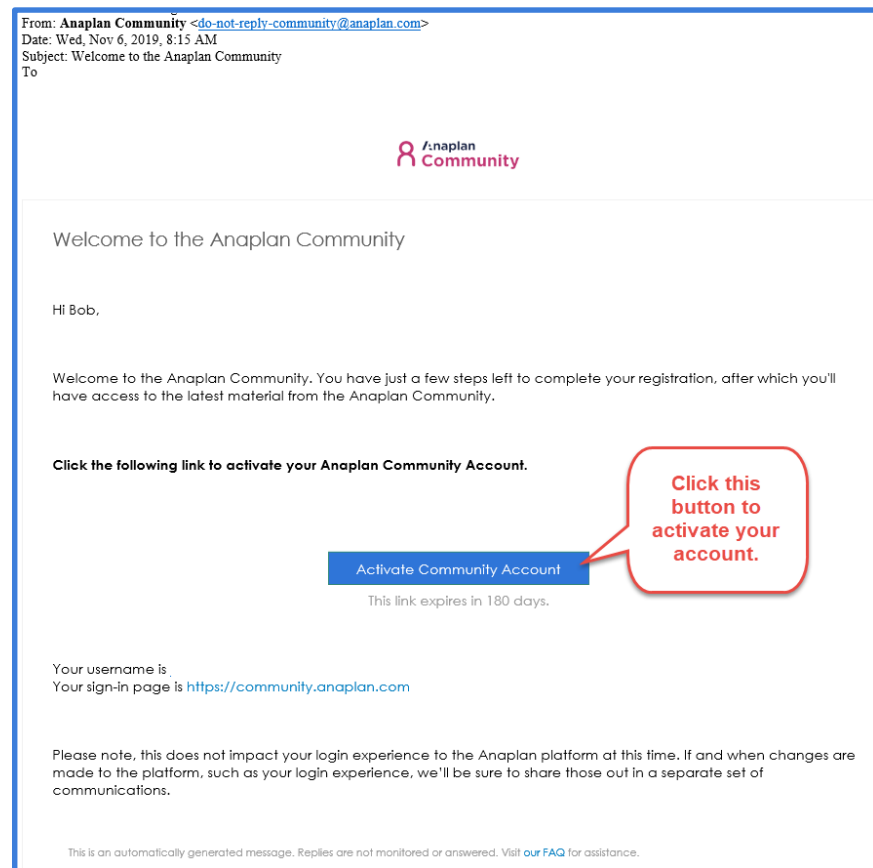 From: Anaplan Community <do-not-reply-community@anaplan.com>
Date: Wed, Nov 6, 2019, 8:15 AM
Subject: Welcome to the Anaplan Community
To
Anaplan
Community
Welcome to the Anaplan Community
Hi Bob,
Welcome to the Anaplan Community. You have just a few steps left to complete your registration, after which you'll
have access to the latest material from the Anaplan Community.
Click the following link to activate your Anaplan Community Account.
Click this
button to
activate your
account.
Activate Community Account
This link expires in 180 days.
Your username is
Your sign-in page is https://community.anaplan.com
Please note, this does not impact your login experience to the Anaplan platform at this time. If and when changes are
made to the platform, such as your login experience, we'll be sure to share those out in a separate set of
communications.
This is an automatically generated message. Replies are not monitored or answered. Visit our FAQ for assistance.